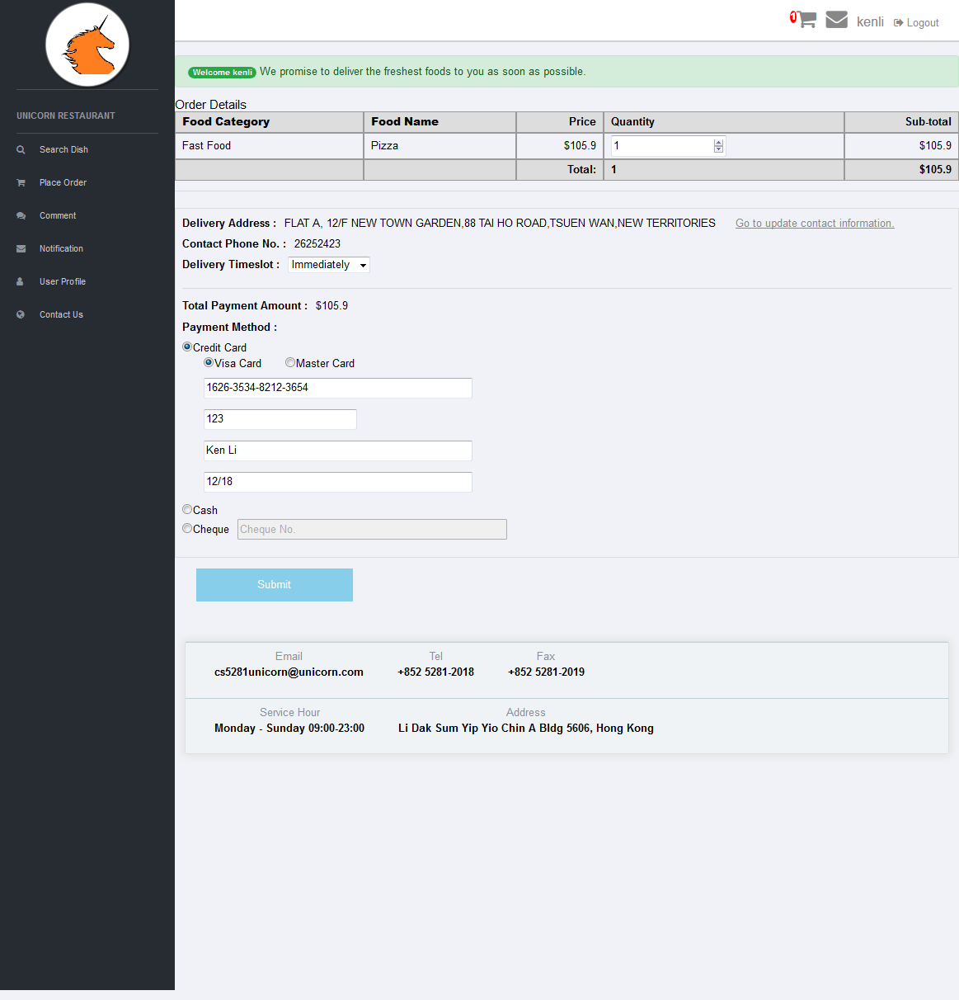 1 kenli Logout
UNICORN RESTAURANT
Search Dish
Place Order
Comment
Notification
User Profile
Contact Us
Welcome kenli We promise to deliver the freshest foods to you as soon as possible.
Order Details
Food Category Food Name Price Quantity Sub-total
Fast Food Pizza $105.9 1 $105.9
Total: 1 $105.9
Delivery Address : FLAT A, 12/F NEW TOWN GARDEN,88 TAI HO ROAD,TSUEN WAN,NEW TERRITORIES Go to update contact information.
Contact Phone No. : 26252423
Delivery Timeslot : Immediately
Total Payment Amount : $105.9
Payment Method :
Credit Card
Visa Card Master Card
1626-3534-8212-3654
123
Ken Li
12/18
Cash
Cheque Cheque No.
Submit
Email Tel Fax
cs5281unicorn@unicorn.com +852 5281-2018 +852 5281-2019
Service Hour Address
Monday - Sunday 09:00-23:00 Li Dak Sum Yip Yio Chin A Bldg 5606, Hong Kong